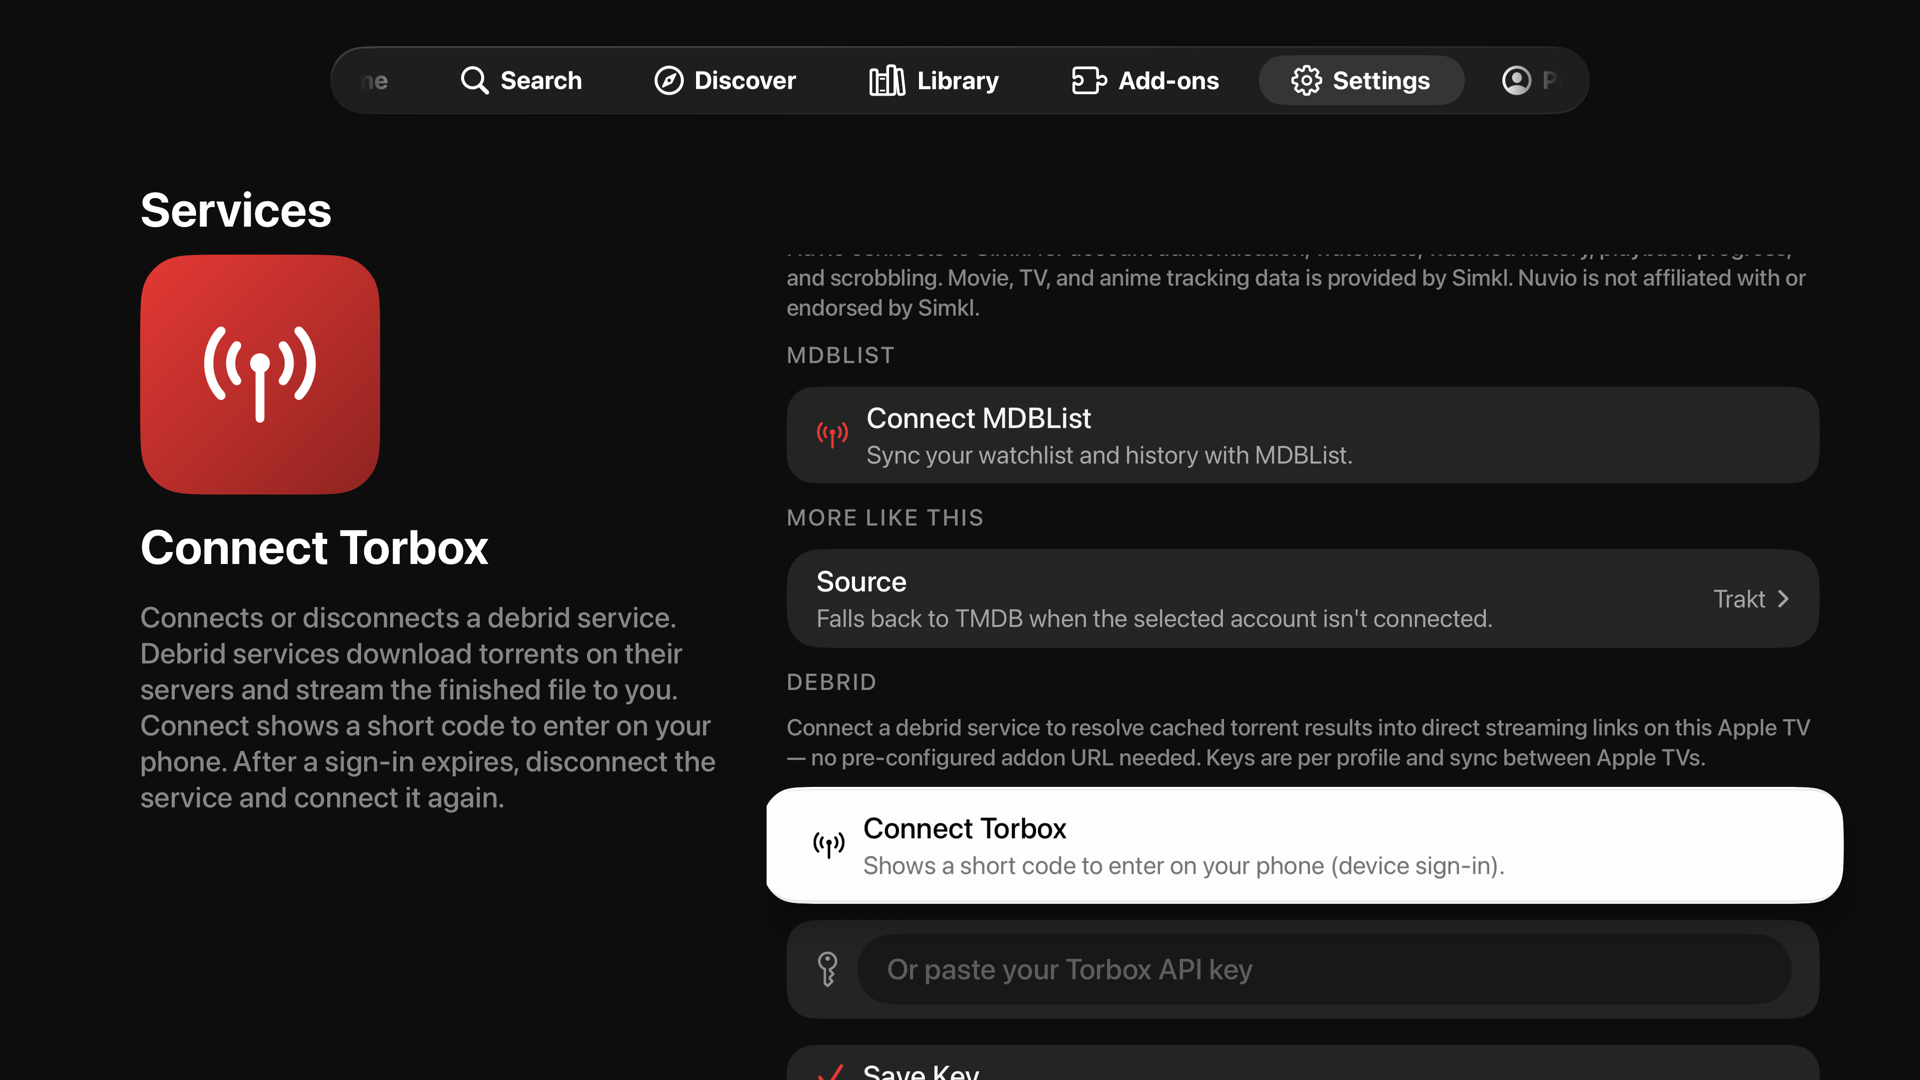 Search
Discover
Library
Add-ons
Settings
Services
and scrobbling. Movie, TV, and anime tracking data is provided by Simkl. Nuvio is not affiliated with or
endorsed by Simkl.
MDBLIST
Connect MDBList
Sync your watchlist and history with MDBList.
MORE LIKE THIS
Source
Falls back to TMDB when the selected account isn't connected.
Trakt
DEBRID
Connect a debrid service to resolve cached torrent results into direct streaming links on this Apple TV
— no pre-configured addon URL needed. Keys are per profile and sync between Apple TVs.
Connect Torbox
Shows a short code to enter on your phone (device sign-in).
Or paste your Torbox API key
Save Key
Connect Torbox
Connects or disconnects a debrid service.
Debrid services download torrents on their
servers and stream the finished file to you.
Connect shows a short code to enter on your
phone. After a sign-in expires, disconnect the
service and connect it again.